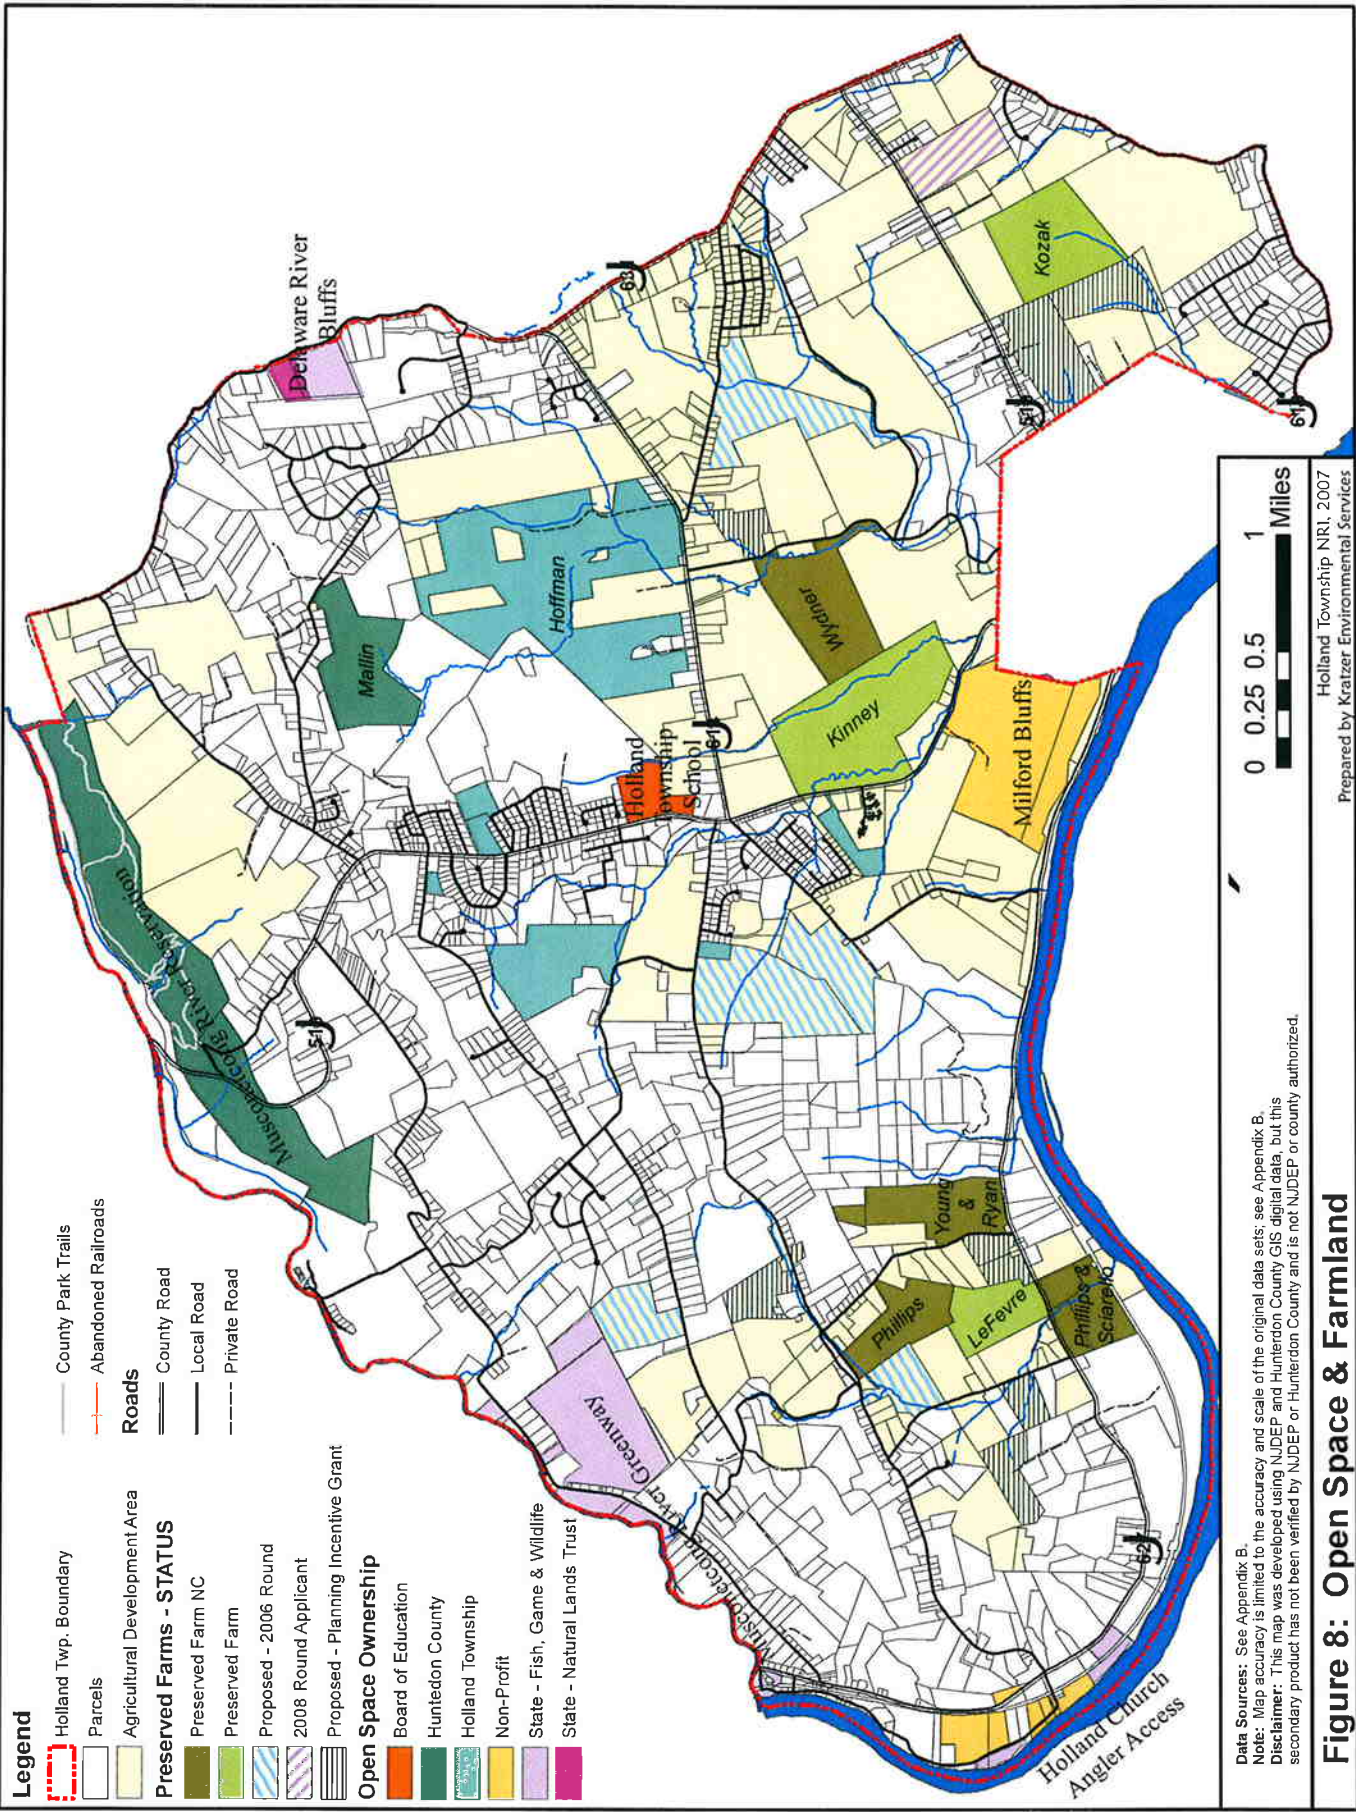 Legend
Holland Twp. Boundary
Parcels
Agricultural Development Area
Preserved Farms - STATUS
Preserved Farm NC
Preserved Farm
Proposed - 2006 Round
2008 Round Applicant
Proposed - Planning Incentive Grant
Open Space Ownership
Board of Education
Huntedon County
Holland Township
Non-Profit
State - Fish, Game & Wildlife
State - Natural Lands Trust
County Park Trails
Abandoned Railroads
Roads
County Road
Local Road
Private Road
Musconetcong River Reservation
Musconetcong River Greenway
Delaware River
Bluffs
Mallin
Hoffman
Holland
Township
School
Wydner
Kinney
Milford Bluffs
Kozak
Young
&
Ryan
Phillips
LeFevre
Phillips &
Sciarello
Holland Church
Angler Access
627
631
519
614
0 0.25 0.5 1
Miles
Data Sources: See Appendix B.
Note: Map accuracy is limited to the accuracy and scale of the original data sets; see Appendix B.
Disclaimer: This map was developed using NJDEP and Hunterdon County GIS digital data, but this
secondary product has not been verified by NJDEP or Hunterdon County and is not NJDEP or county authorized.
Holland Township NRI, 2007
Prepared by Kratzer Environmental Services
Figure 8: Open Space & Farmland